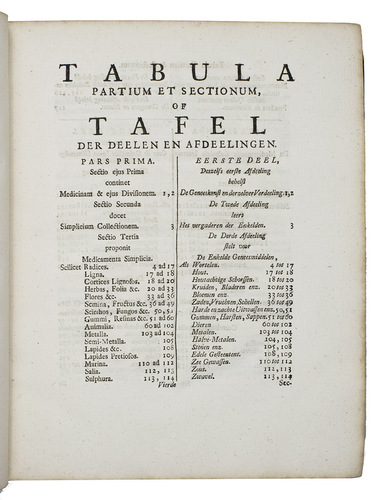 TABULA
PARTIUM ET SECTIONUM,
OF
TAFEL
DER DEELEN EN AFDEELINGEN.
PARS PRIMA.
Sectio ejus Prima
continet
Medicinam & ejus Divisionem. 1, 2
Sectio Secunda
docet
Simplicium Collectionem. 3
Sectio Tertia
proponit
Medicamenta Simplicia.
Scilicet Radices. 4 ad 17
Ligna. 17 ad 18
Cortices Lignosos. 18 ad 20
Herbas, Folia &c. 20 ad 33
Flores &c. 33 ad 36
Semina, Fructus &c. 36 ad 49
Scirrhos, Fungos &c. 50, 51
Gummi, Resinas &c. 51 ad 60
Animalia. 60 ad 102
Metalla. 103 ad 104
Semi-Metalla. 105
Lapides &c. 108
Lapides Pretiosos. 109
Marina. 110 ad 112
Salia. 112, 113
Sulphura. 113, 114
Vierde
EERSTE DEEL,
Deszelfs eerste Afdeeling
behelst
De Geneeskonst en derzelver Verdeeling. 1, 2
De Tweede Afdeeling
leert
Het vergaderen der Enkelden. 3
De Derde Afdeeling
stelt voor
De Enkelde Geneesmiddelen,
Als Wortelen. 4 tot 17
Hout. 17 tot 18
Houtachtige Schorssen. 18 tot 20
Kruiden, Bladeren enz. 20 tot 33
Bloemen enz. 33 tot 36
Zaden, Vruchten Schellen. 36 tot 49
Harde en zachte Uitwassen enz. 50, 51
Gummen, Harsten, Sappen. 51 tot 60
Dieren 60 tot 102
Metalen. 103 tot 104
Halve-Metalen. 104, 105
Steenen enz. 105, 108
Edele Gesteentens. 108, 109
Zee Gewassen. 110 tot 112
Zout. 112, 113
Zwavel. 113, 114
Sec-